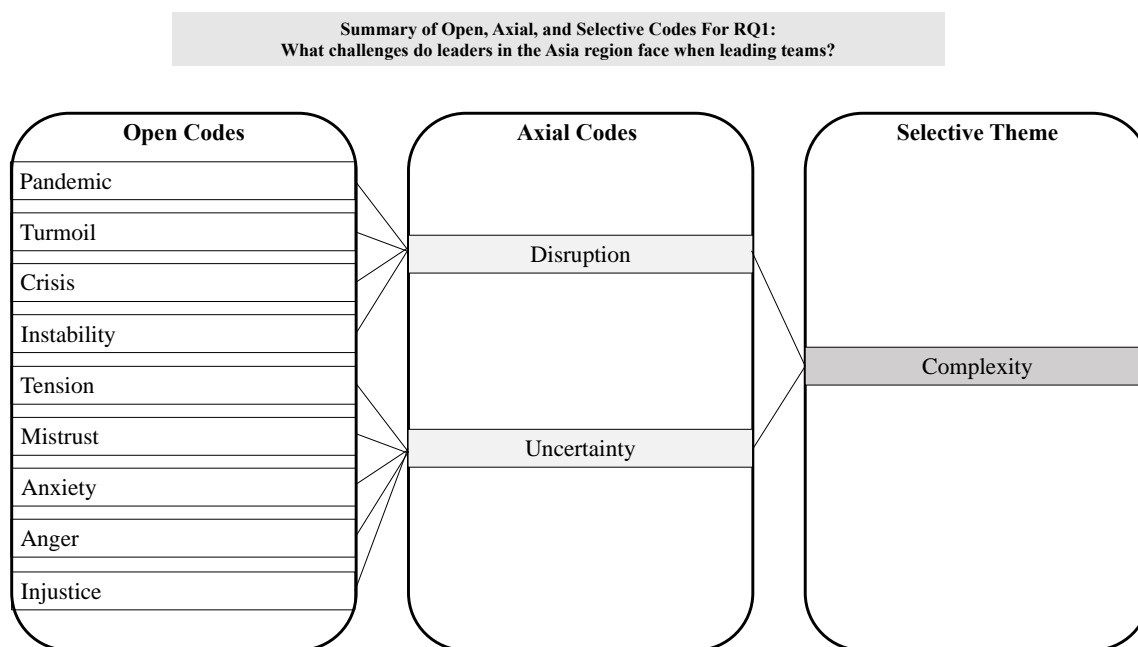 Summary of Open, Axial, and Selective Codes For RQ1:
What challenges do leaders in the Asia region face when leading teams?
Open Codes
Pandemic
Turmoil
Crisis
Instability
Tension
Mistrust
Anxiety
Anger
Injustice
Axial Codes
Disruption
Uncertainty
Selective Theme
Complexity